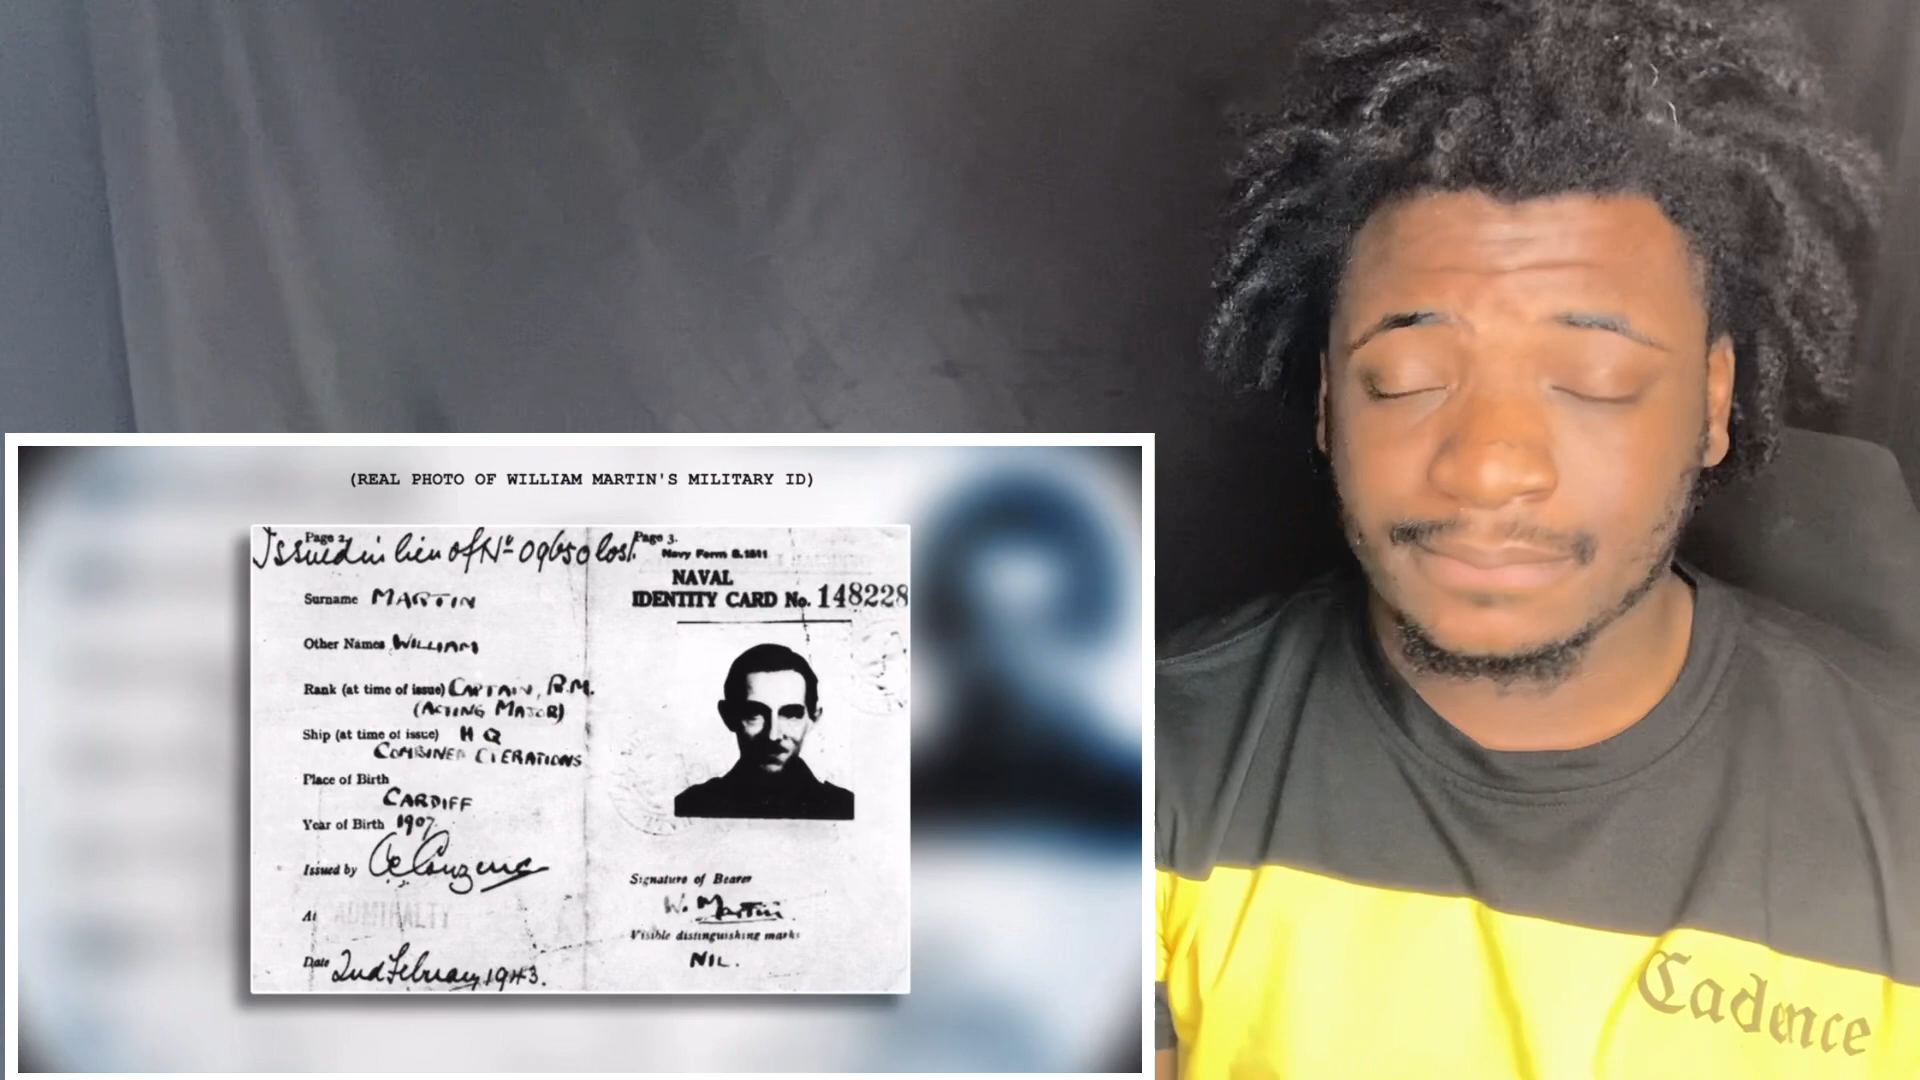 (REAL PHOTO OF WILLIAM MARTIN'S MILITARY ID)
Page 2.
Issued in lieu of Nº 09650 lost.
Surname MARTIN
Other Names WILLIAM
Rank (at time of issue) CAPTAIN, R.M.
(ACTING MAJOR)
Ship (at time of issue) H Q
COMBINED OPERATIONS
Place of Birth
CARDIFF
Year of Birth 1907.
Issued by
At ADMIRALTY
Date 2nd February 1943.
Page 3.
Navy Form S.1511
NAVAL
IDENTITY CARD No. 148228
Signature of Bearer
W. Martin.
Visible distinguishing marks
NIL.
Cadence